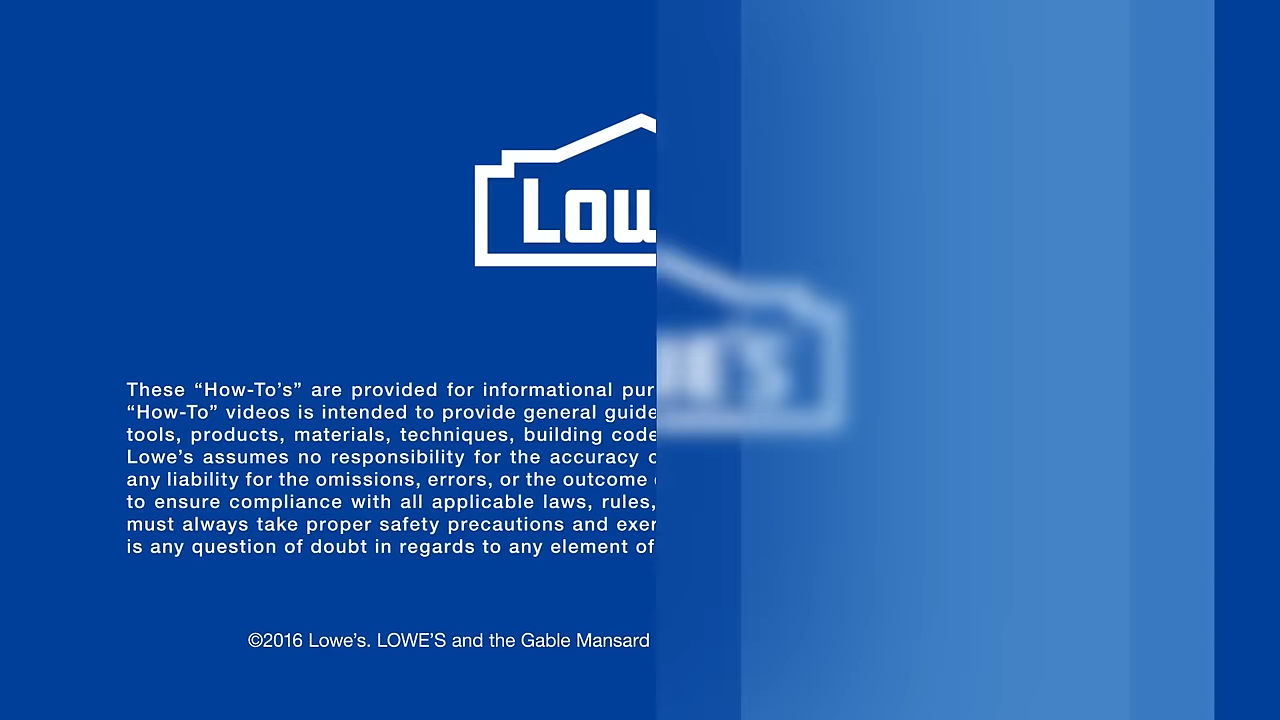 Low
These “How-To’s” are provided for informational pur
“How-To” videos is intended to provide general guide
tools, products, materials, techniques, building code
Lowe’s assumes no responsibility for the accuracy
any liability for the omissions, errors, or the outcome
to ensure compliance with all applicable laws, rules,
must always take proper safety precautions and exer
is any question of doubt in regards to any element of
©2016 Lowe’s. LOWE’S and the Gable Mansard